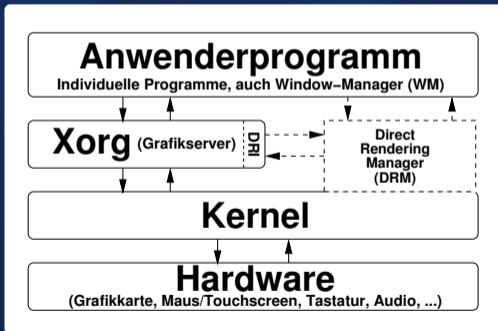 Anwenderprogramm
Individuelle Programme, auch Window−Manager (WM)
Xorg (Grafikserver)
DRI
Direct
Rendering
Manager
(DRM)
Kernel
Hardware
(Grafikkarte, Maus/Touchscreen, Tastatur, Audio, ...)